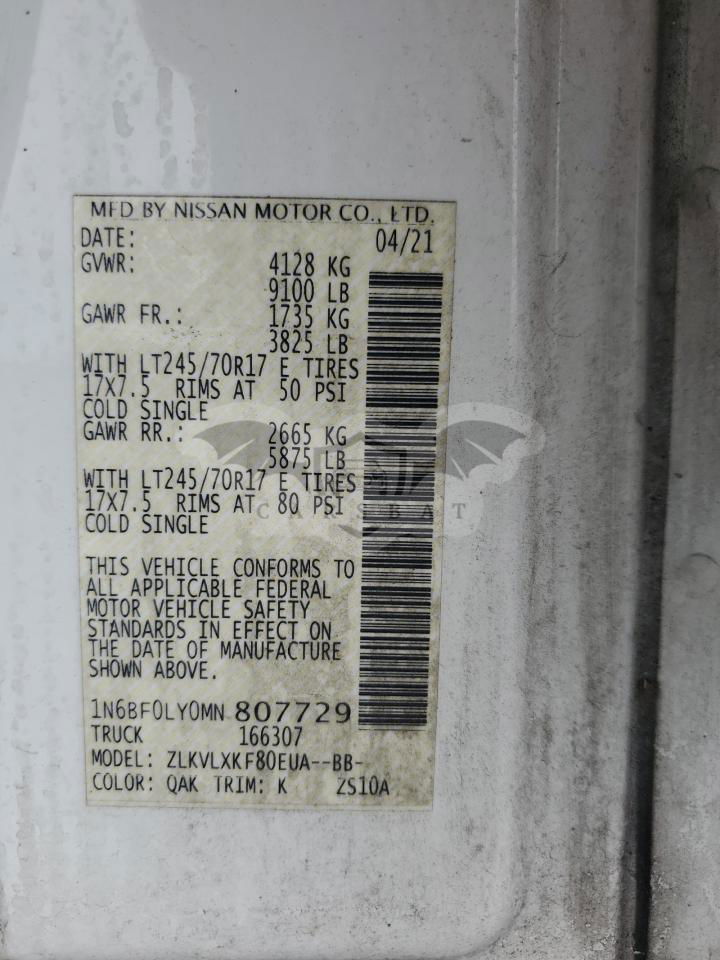 MFD BY NISSAN MOTOR CO., LTD.
DATE: 04/21
GVWR: 4128 KG
9100 LB
GAWR FR.: 1735 KG
3825 LB
WITH LT245/70R17 E TIRES
17X7.5 RIMS AT 50 PSI
COLD SINGLE
GAWR RR.: 2665 KG
5875 LB
WITH LT245/70R17 E TIRES
17X7.5 RIMS AT 80 PSI
COLD SINGLE
CARSBAT
THIS VEHICLE CONFORMS TO
ALL APPLICABLE FEDERAL
MOTOR VEHICLE SAFETY
STANDARDS IN EFFECT ON
THE DATE OF MANUFACTURE
SHOWN ABOVE.
1N6BF0LY0MN 807729
TRUCK 166307
MODEL: ZLKVLXKF80EUA--BB-
COLOR: QAK TRIM: K ZS10A